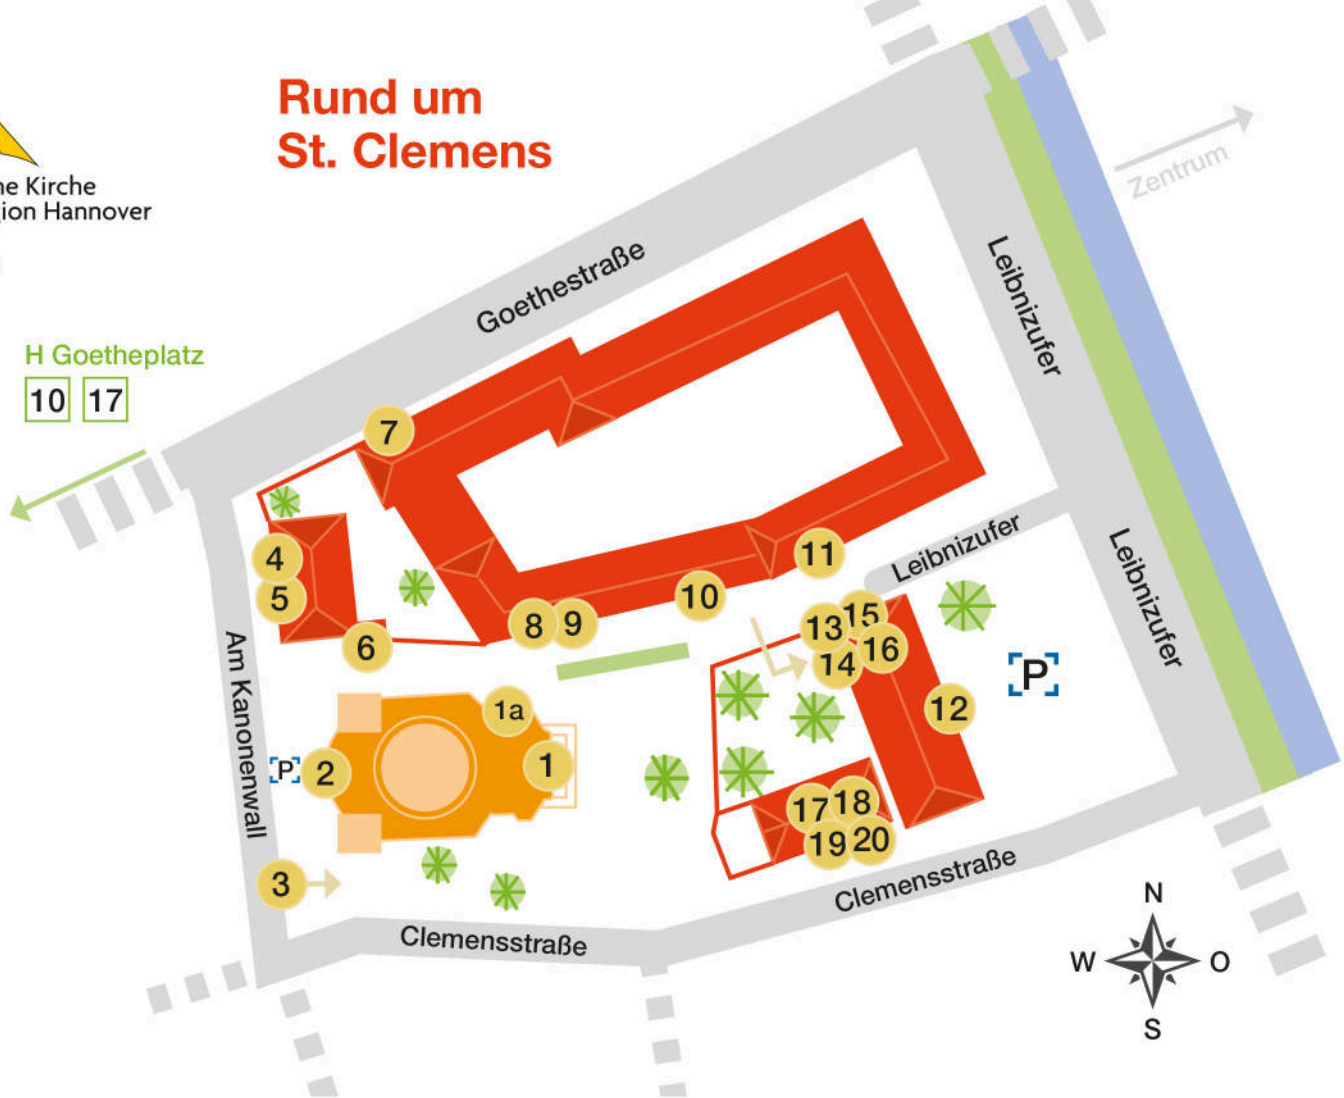 Rund um
St. Clemens
ne Kirche
ion Hannover
Zentrum
Goethestraße
Leibnizufer
H Goetheplatz
10 17
7
4
5
6
8 9
10
11
Leibnizufer
Leibnizufer
13 15
14 16
12
Am Kanonenwall
1a
1
P 2
P
17 18
19 20
3
Clemensstraße
Clemensstraße
N
W O
S